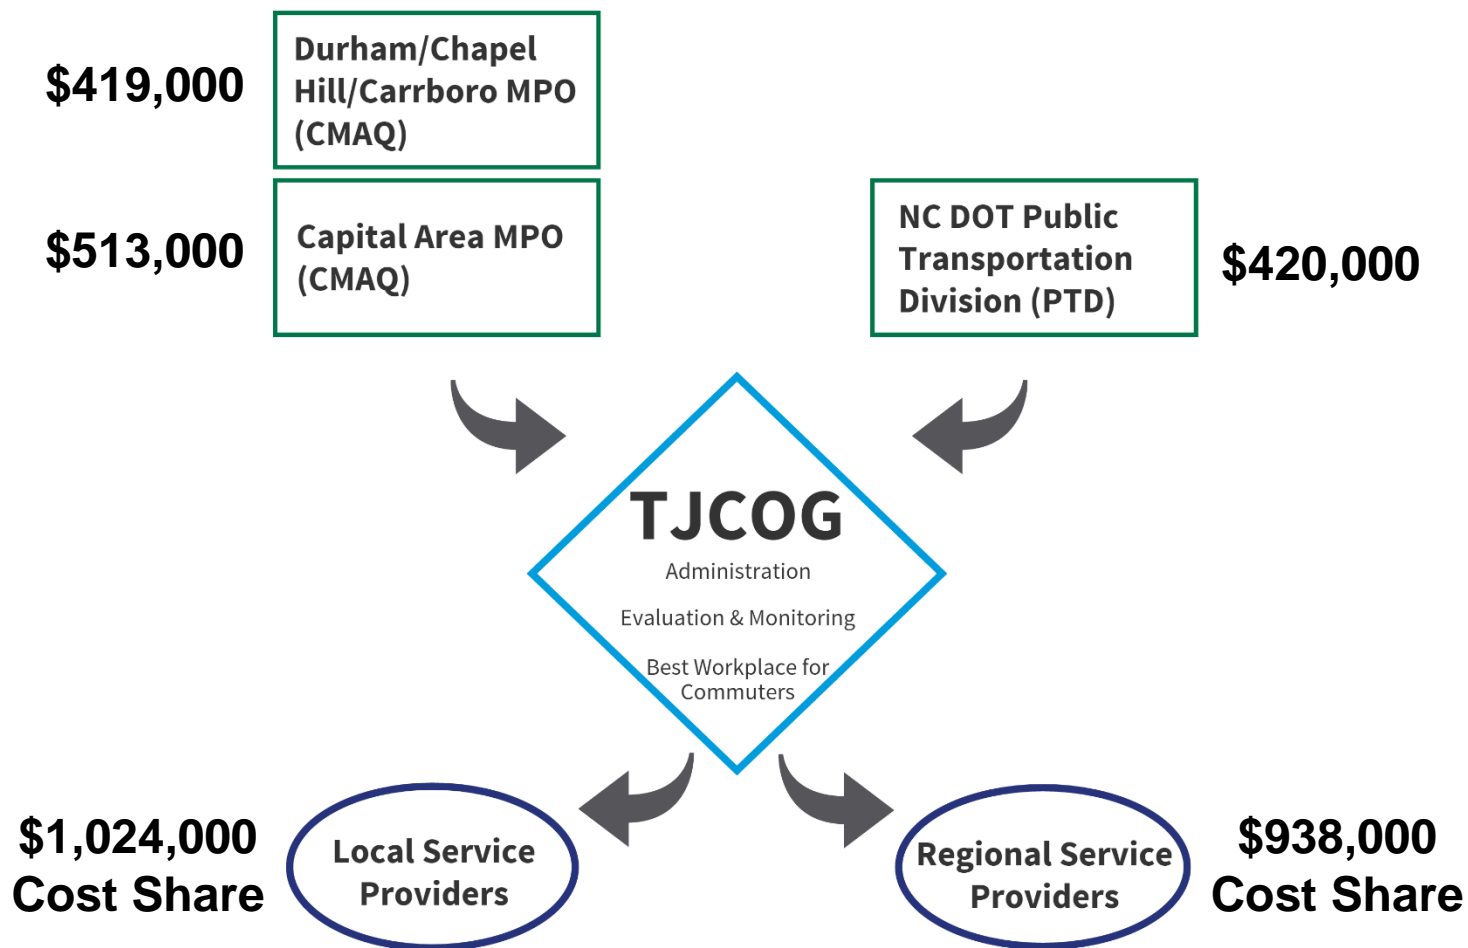 $419,000
Durham/Chapel
Hill/Carrboro MPO
(CMAQ)
$513,000
Capital Area MPO
(CMAQ)
NC DOT Public
Transportation
Division (PTD)
$420,000
TJCOG
Administration
Evaluation & Monitoring
Best Workplace for
Commuters
$1,024,000
Cost Share
Local Service
Providers
Regional Service
Providers
$938,000
Cost Share